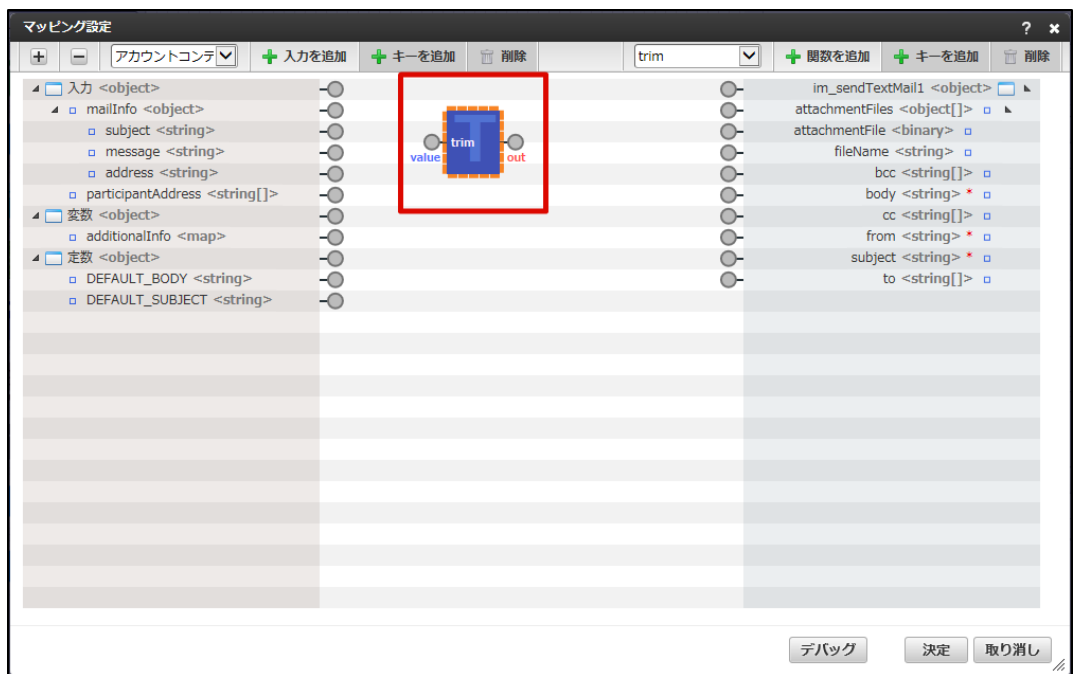 マッピング設定
? ×
アカウントコンテ 入力を追加 キーを追加 削除 trim 関数を追加 キーを追加 削除
入力 <object>
mailInfo <object>
subject <string>
message <string>
address <string>
participantAddress <string[]>
変数 <object>
additionalInfo <map>
定数 <object>
DEFAULT_BODY <string>
DEFAULT_SUBJECT <string>
trim
value out
im_sendTextMail1 <object>
attachmentFiles <object[]>
attachmentFile <binary>
fileName <string>
bcc <string[]>
body <string> *
cc <string[]>
from <string> *
subject <string> *
to <string[]>
デバッグ 決定 取り消し